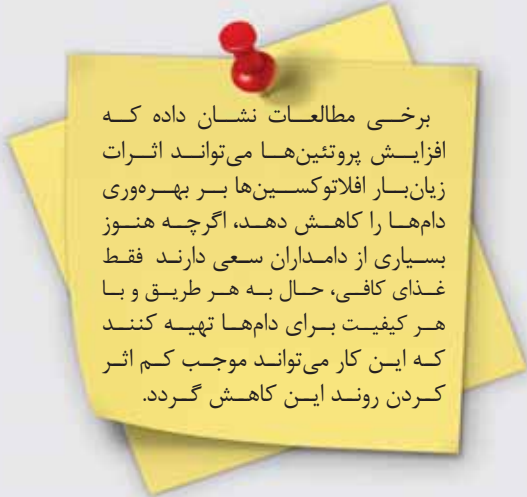 برخی مطالعات نشان داده که
افزایش پروتئین‌ها می‌تواند اثرات
زیان‌بار افلاتوکسین‌ها بر بهره‌وری
دام‌ها را کاهش دهد، اگرچه هنوز
بسیاری از دامداران سعی دارند فقط
غذای کافی، حال به هر طریق و با
هر کیفیت برای دام‌ها تهیه کنند
که این کار می‌تواند موجب کم اثر
کردن روند این کاهش گردد.